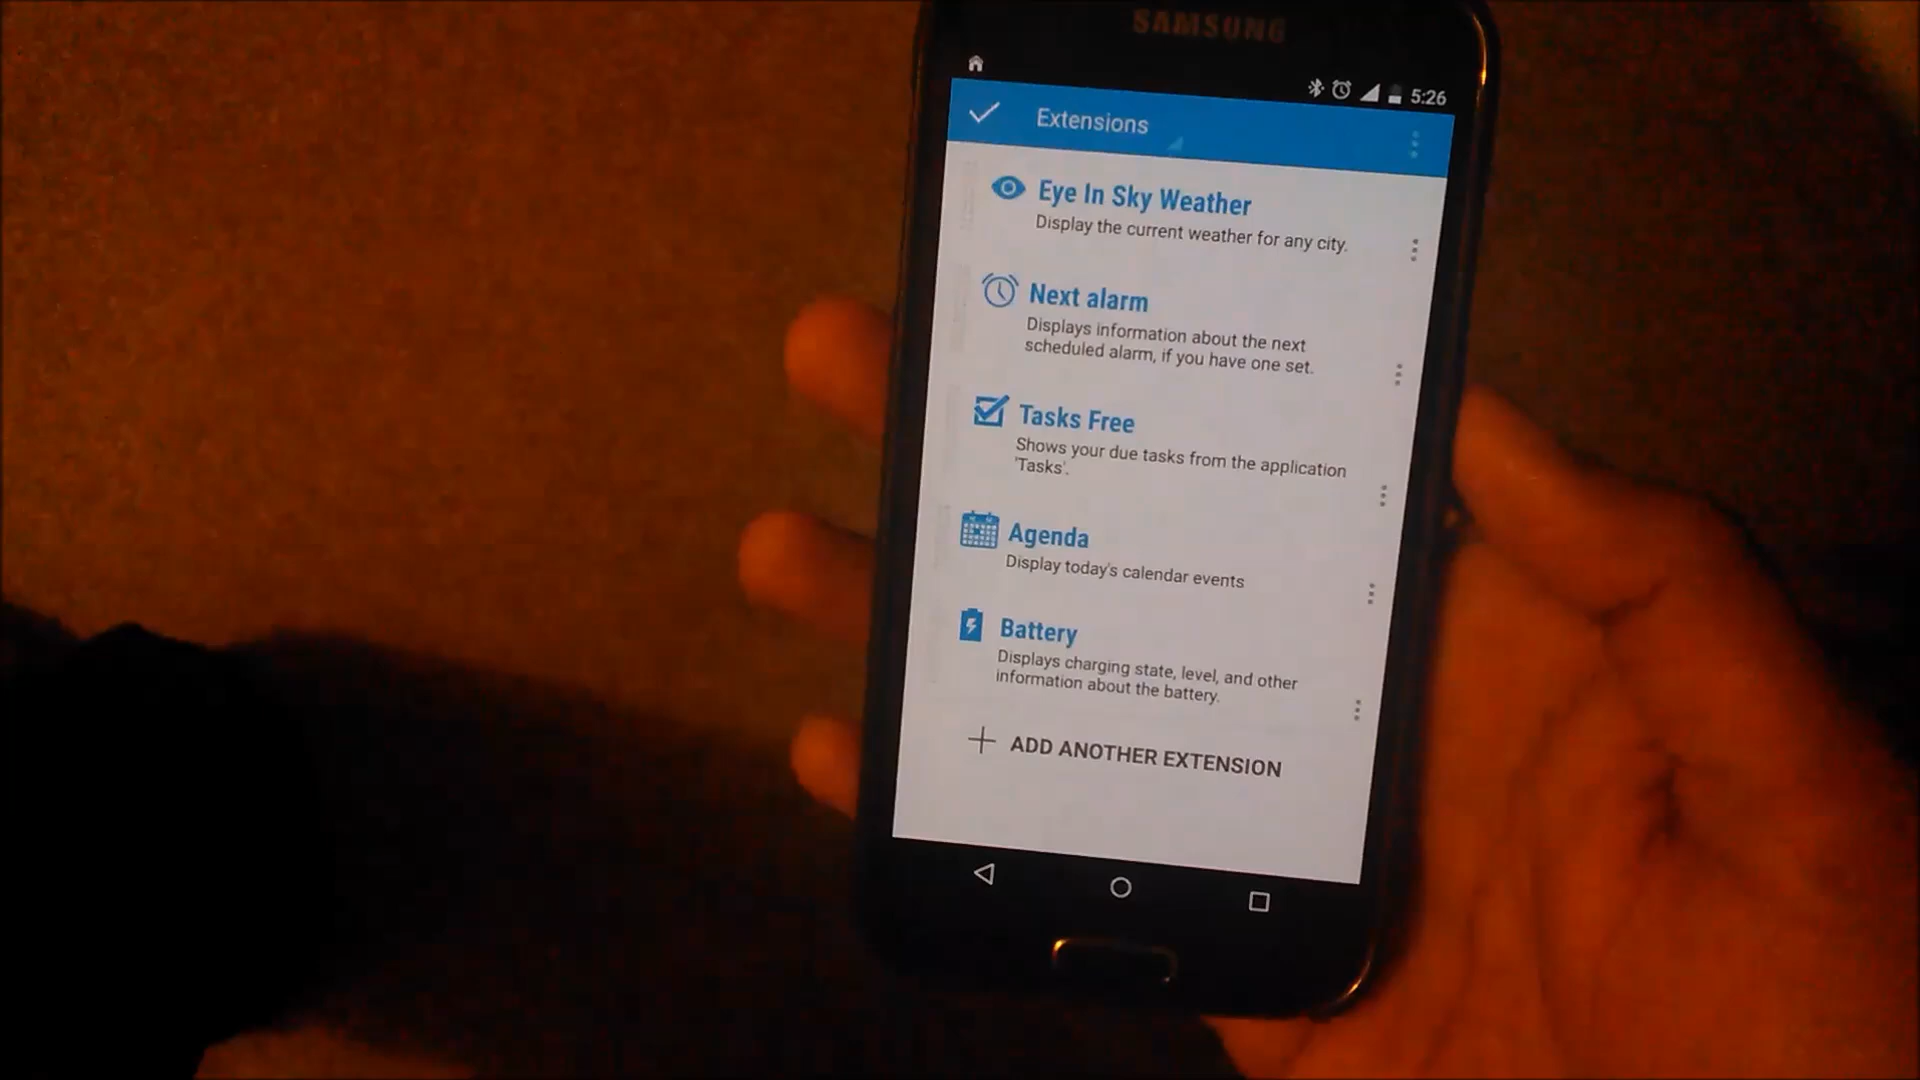 SAMSUNG
5:26
Extensions
Eye In Sky Weather
Display the current weather for any city.
Next alarm
Displays information about the next
scheduled alarm, if you have one set.
Tasks Free
Shows your due tasks from the application
'Tasks'.
Agenda
Display today's calendar events
Battery
Displays charging state, level, and other
information about the battery.
ADD ANOTHER EXTENSION